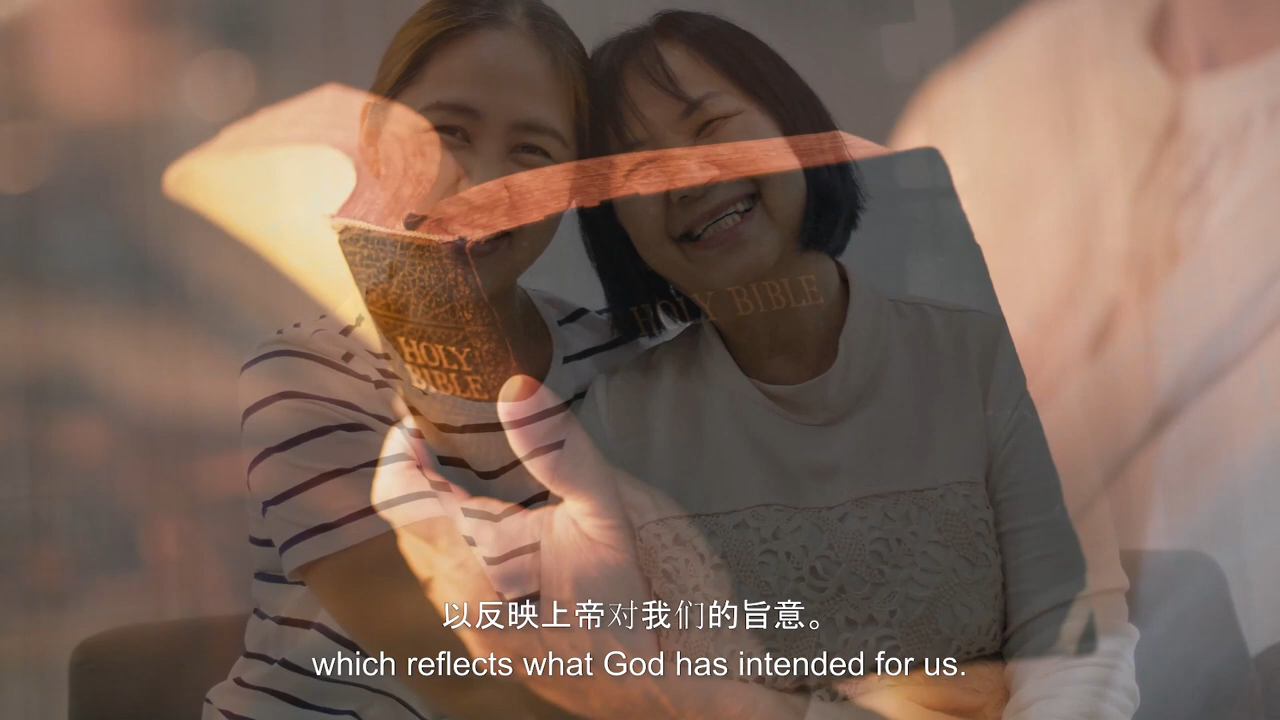 HOLY BIBLE
HOLY
BIBLE
以反映上帝对我们的旨意。
which reflects what God has intended for us.